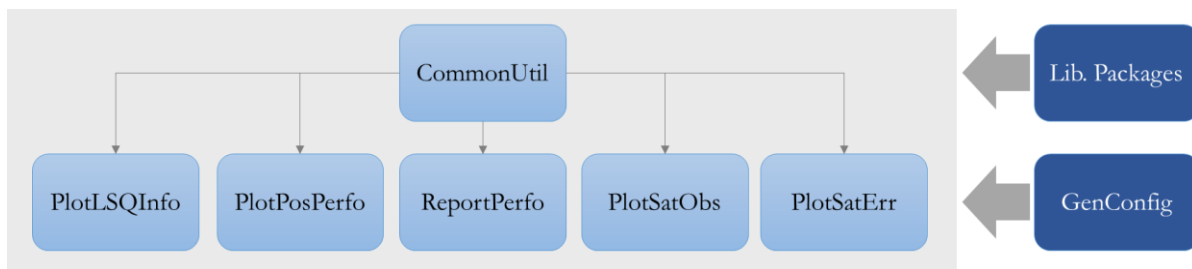 CommonUtil
Lib. Packages
PlotLSQInfo
PlotPosPerfo
ReportPerfo
PlotSatObs
PlotSatErr
GenConfig